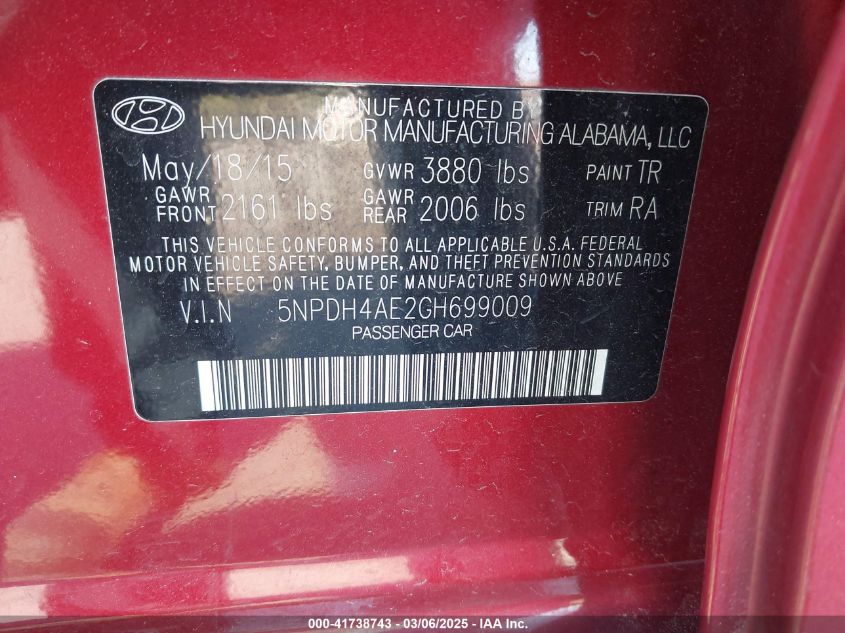 MANUFACTURED BY
HYUNDAI MOTOR MANUFACTURING ALABAMA, LLC
May/18/15 GVWR 3880 lbs PAINT TR
GAWR FRONT 2161 lbs GAWR REAR 2006 lbs TRIM RA
THIS VEHICLE CONFORMS TO ALL APPLICABLE U.S.A. FEDERAL
MOTOR VEHICLE SAFETY, BUMPER, AND THEFT PREVENTION STANDARDS
IN EFFECT ON THE DATE OF MANUFACTURE SHOWN ABOVE.
V.I.N 5NPDH4AE2GH699009
PASSENGER CAR
000-41738743 — 03/06/2025 — IAA Inc.